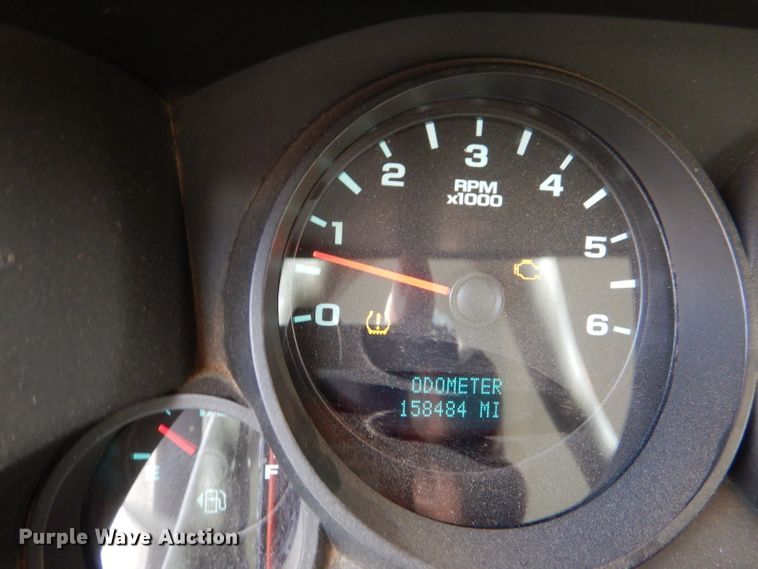 0
1
2
3
4
5
6
RPM
x1000
ODOMETER
158484 MI
E
F
Purple Wave Auction